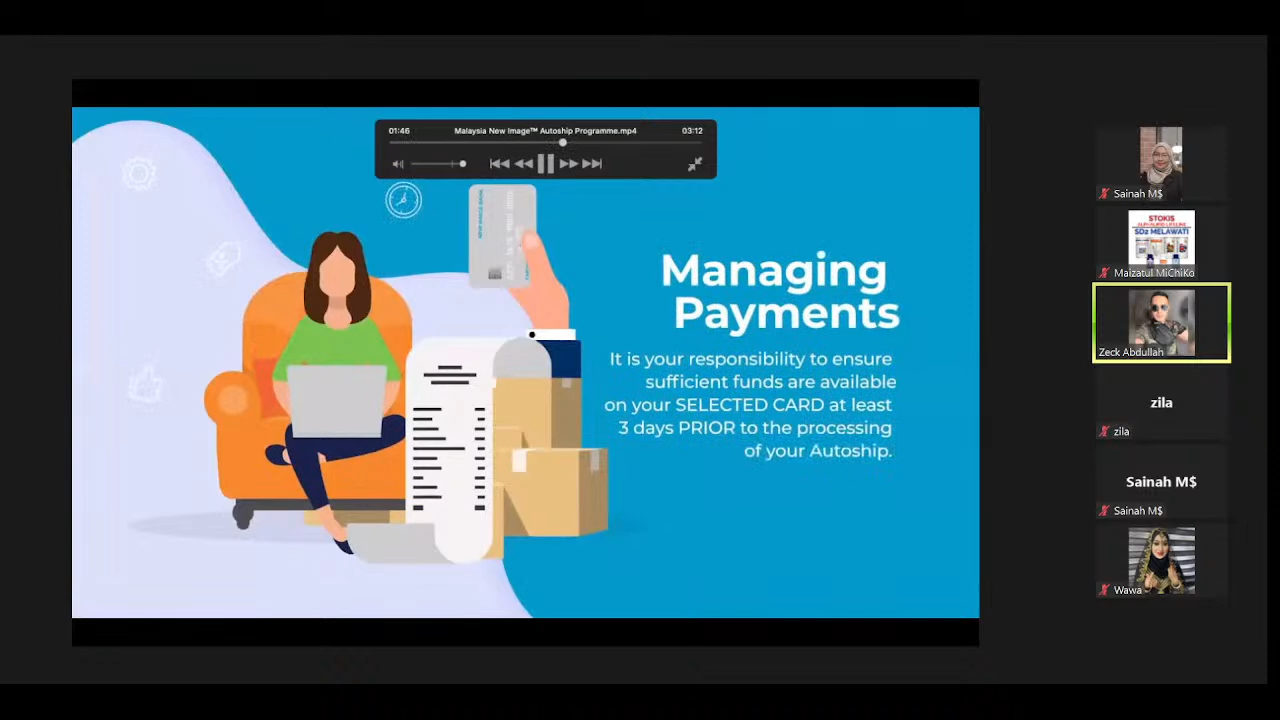 01:46
Malaysia New Image™ Autoship Programme.mp4
03:12
Managing
Payments
It is your responsibility to ensure
sufficient funds are available
on your SELECTED CARD at least
3 days PRIOR to the processing
of your Autoship.
Sainah M$
STOKIS
SDZ MELAWATI
Maizatul MiChiKo
Zeck Abdullah
zila
zila
Sainah M$
Sainah M$
Wawa